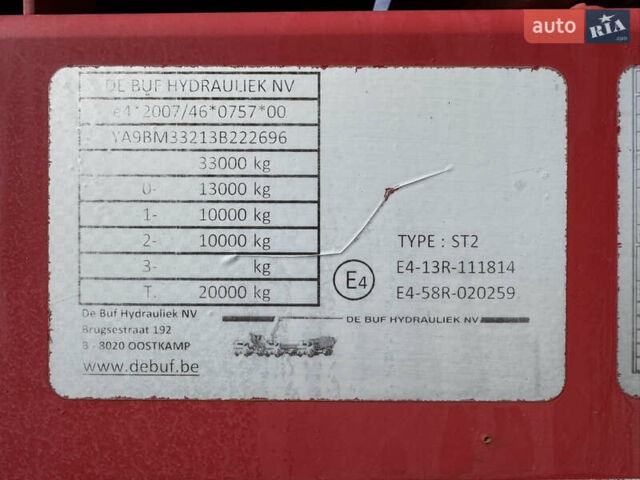 auto RIA .com
DE BUF HYDRAULIEK NV
e4*2007/46*0757*00
YA9BM33213B222696
33000 kg
0- 13000 kg
1- 10000 kg
2- 10000 kg
3- kg
T. 20000 kg
TYPE : ST2
E4-13R-111814
E4
E4-58R-020259
De Buf Hydrauliek NV
Brugsestraat 192
B - 8020 OOSTKAMP
www.debuf.be
DE BUF HYDRAULIEK NV